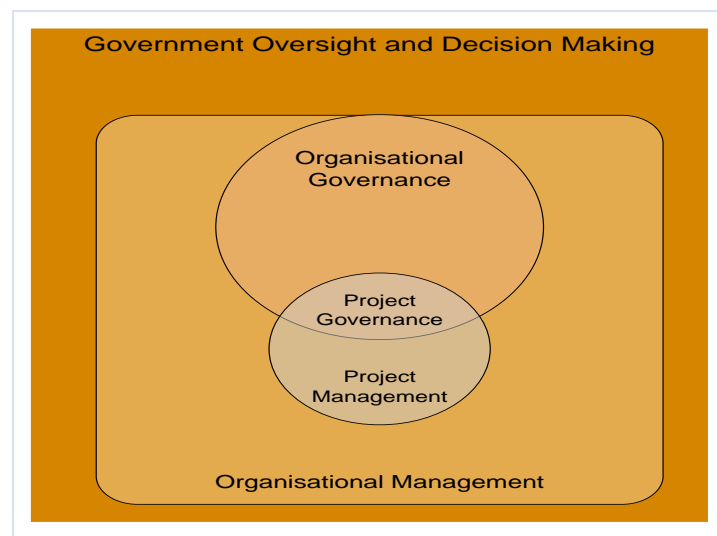 Government Oversight and Decision Making
Organisational
Governance
Project
Governance
Project
Management
Organisational Management